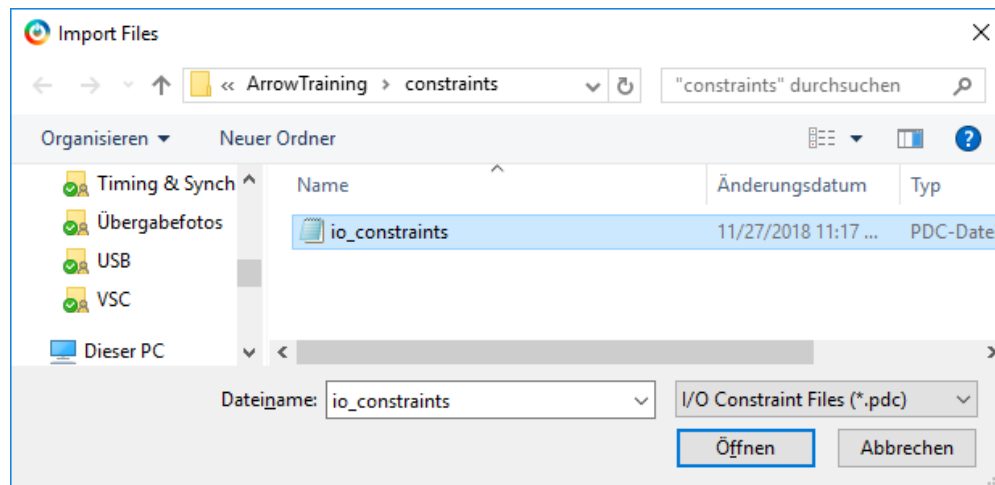 Import Files
« ArrowTraining > constraints
"constraints" durchsuchen
Organisieren Neuer Ordner
Timing & Synch
Übergabefotos
USB
VSC
Dieser PC
Name Änderungsdatum Typ
io_constraints 11/27/2018 11:17 ... PDC-Date
Dateiname: io_constraints I/O Constraint Files (*.pdc)
Öffnen Abbrechen